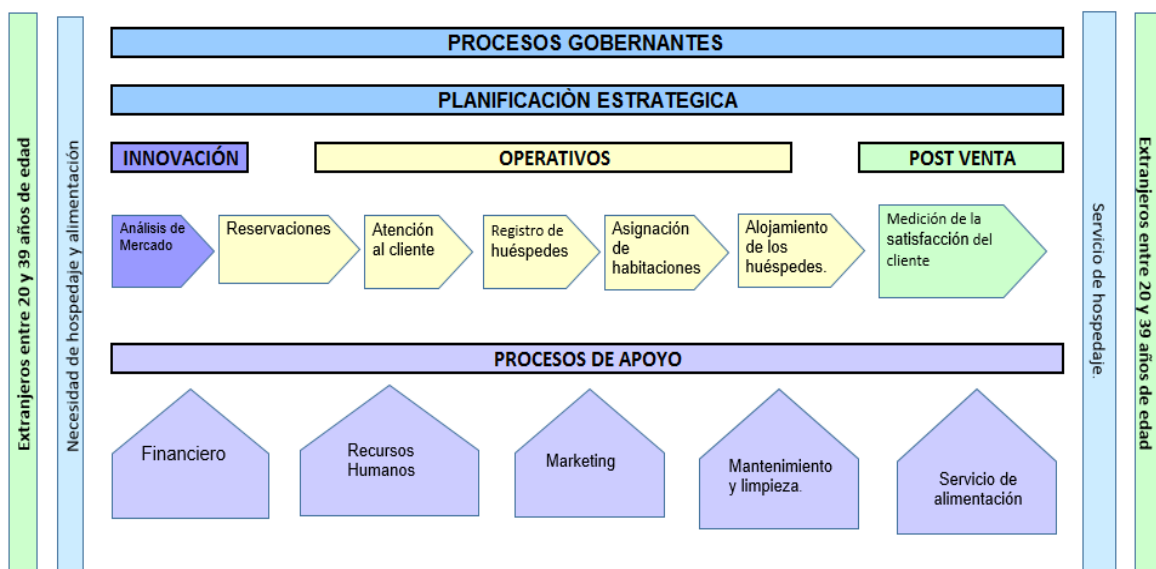 Extranjeros entre 20 y 39 años de edad
Necesidad de hospedaje y alimentación
PROCESOS GOBERNANTES
PLANIFICACIÒN ESTRATEGICA
INNOVACIÓN
OPERATIVOS
POST VENTA
Análisis de
Mercado
Reservaciones
Atención
al cliente
Registro de
huéspedes
Asignación
de
habitaciones
Alojamiento
de los
huéspedes.
Medición de la
satisfacción del
cliente
PROCESOS DE APOYO
Financiero
Recursos
Humanos
Marketing
Mantenimiento
y limpieza.
Servicio de
alimentación
Servicio de hospedaje.
Extranjeros entre 20 y 39 años de edad